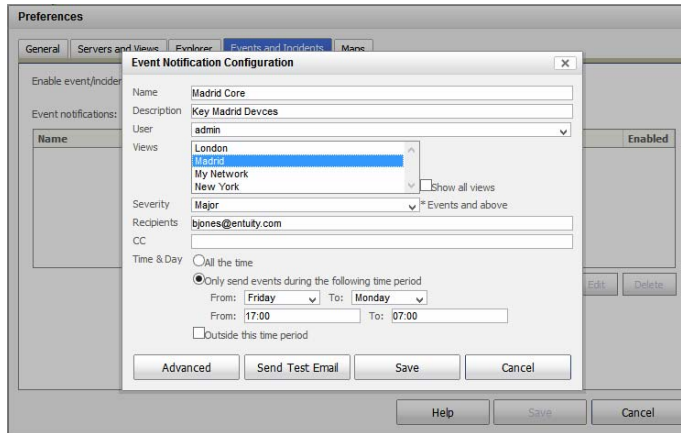 Preferences
General Servers and Views Explorer Events and Incidents Maps
Event Notification Configuration
Enable event/inciden
Name Madrid Core
Description Key Madrid Devces
Event notifications:
User admin
Name Enabled
Views London
Madrid
My Network
New York
Show all views
Severity Major * Events and above
Recipients bjones@entuity.com
CC
Time & Day All the time
Only send events during the following time period
From: Friday To: Monday
Edit Delete
From: 17:00 To: 07:00
Outside this time period
Advanced Send Test Email Save Cancel
Help Save Cancel